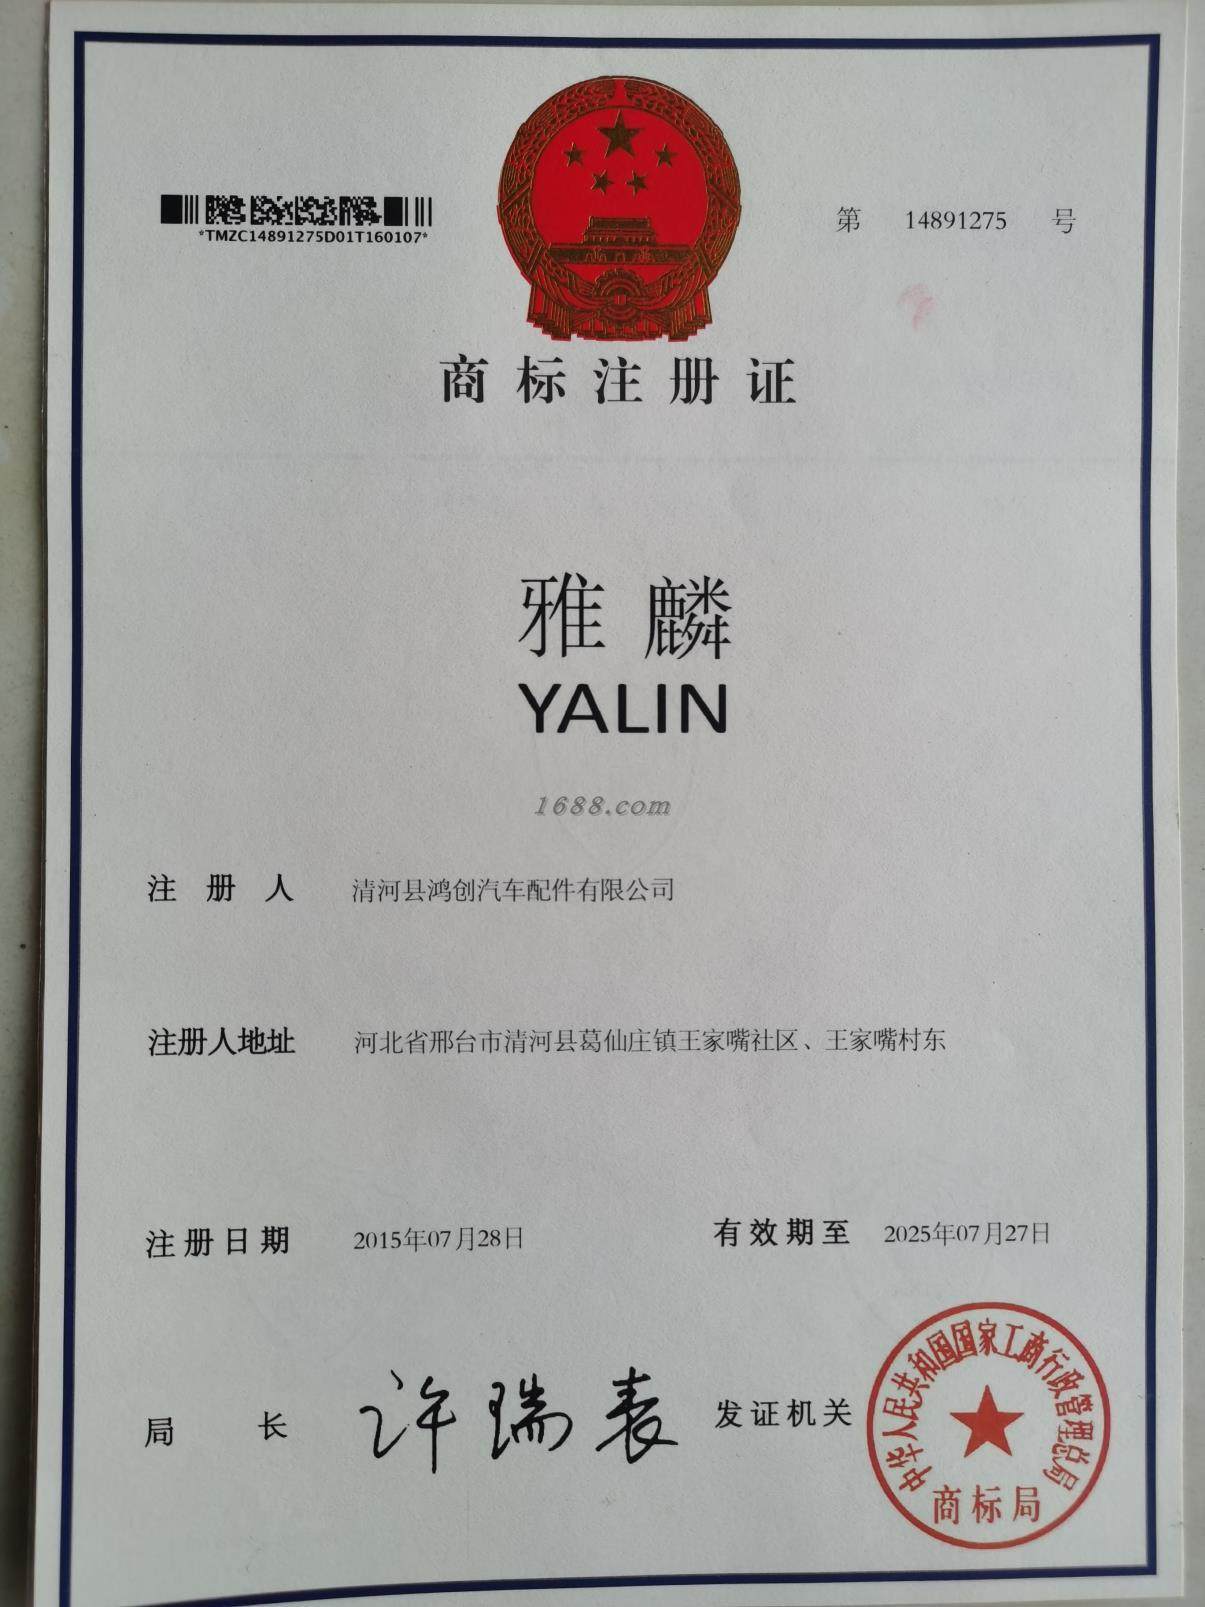 *TMZC14891275D01T160107*
第 14891275 号
商标注册证
雅麟
YALIN
1688.com
注册人 清河县鸿创汽车配件有限公司
注册人地址 河北省邢台市清河县葛仙庄镇王家嘴社区、王家嘴村东
注册日期 2015年07月28日 有效期至 2025年07月27日
局长 许瑞表 发证机关
中华人民共和国国家工商行政管理总局
商标局